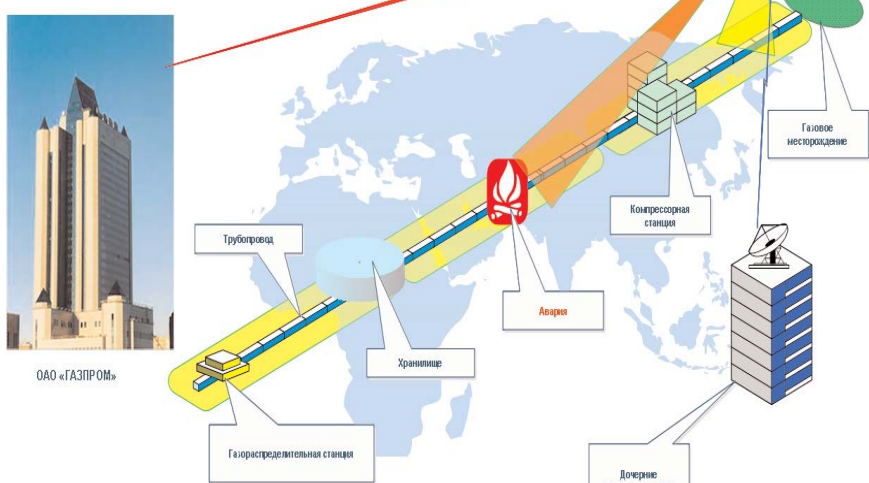 Газовое
месторождение
Компрессорная
станция
Трубопровод
Авария
Хранилище
ОАО «ГАЗПРОМ»
Газораспределительная станция
Дочерние